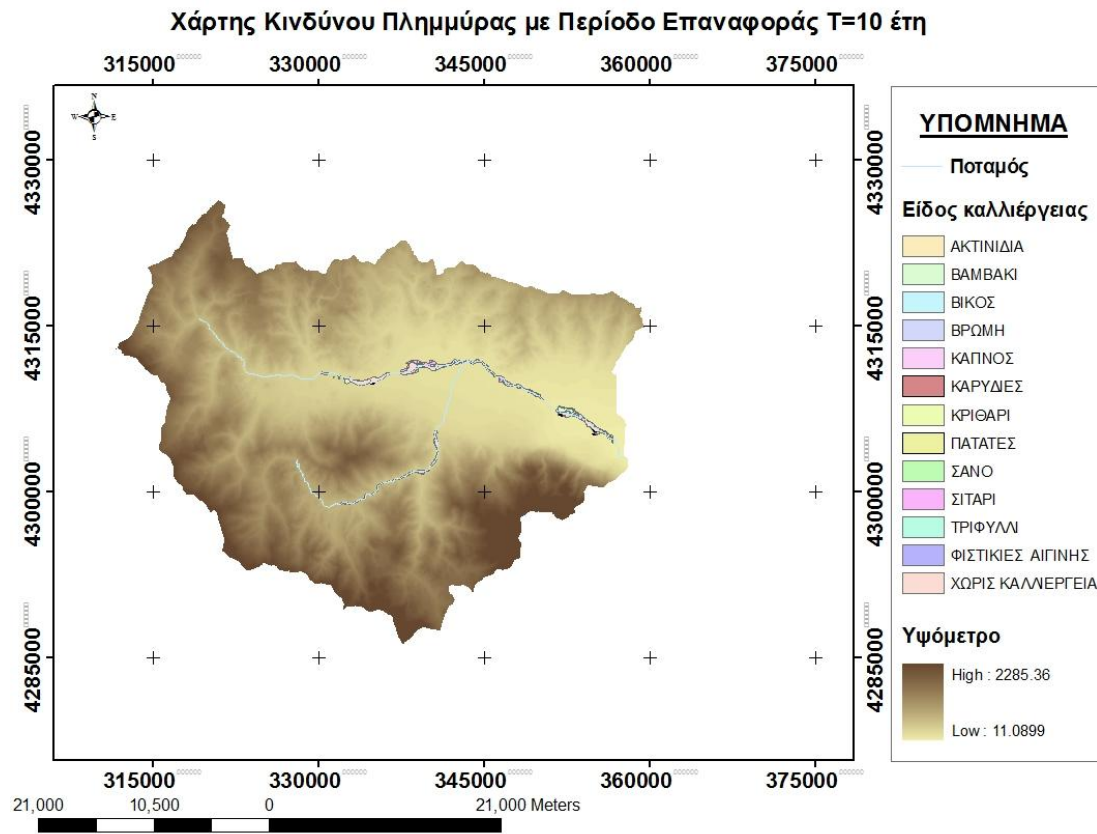 Χάρτης Κινδύνου Πλημμύρας με Περίοδο Επαναφοράς Τ=10 έτη
315000 330000 345000 360000 375000
N
W E
S
4330000
4315000
4300000
4285000
4330000
4315000
4300000
4285000
315000 330000 345000 360000 375000
21,000 10,500 0 21,000 Meters
ΥΠΟΜΝΗΜΑ
Ποταμός
Είδος καλλιέργειας
ΑΚΤΙΝΙΔΙΑ
ΒΑΜΒΑΚΙ
ΒΙΚΟΣ
ΒΡΩΜΗ
ΚΑΠΝΟΣ
ΚΑΡΥΔΙΕΣ
ΚΡΙΘΑΡΙ
ΠΑΤΑΤΕΣ
ΣΑΝΟ
ΣΙΤΑΡΙ
ΤΡΙΦΥΛΛΙ
ΦΙΣΤΙΚΙΕΣ ΑΙΓΙΝΗΣ
ΧΩΡΙΣ ΚΑΛΛΙΕΡΓΕΙΑ
Υψόμετρο
High : 2285.36
Low : 11.0899